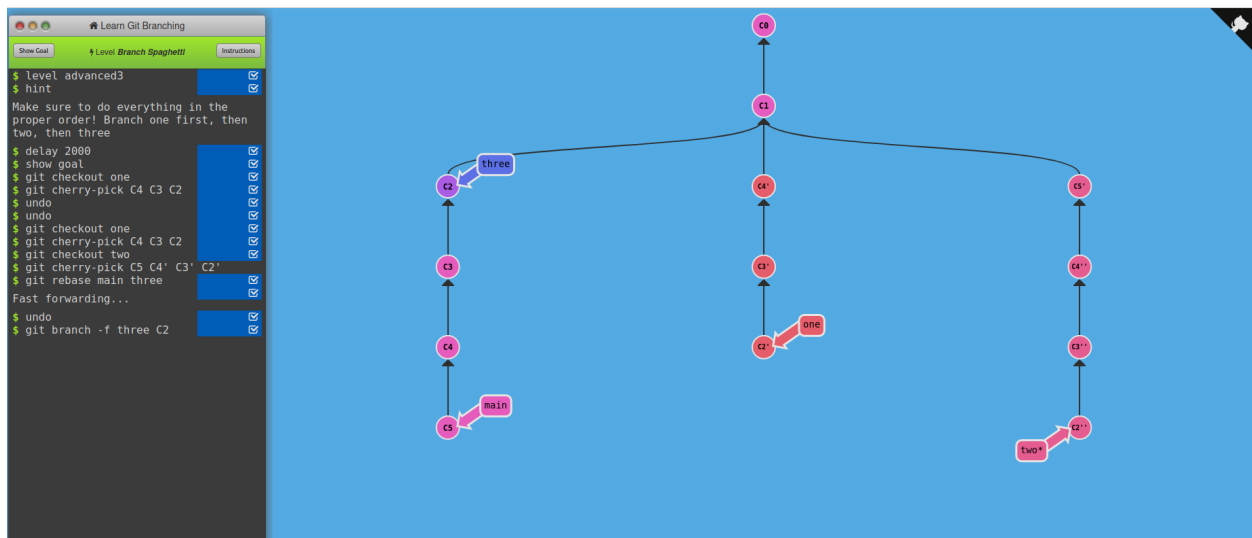 Learn Git Branching
Show Goal
Level Branch Spaghetti
Instructions
$ level advanced3
$ hint
Make sure to do everything in the
proper order! Branch one first, then
two, then three
$ delay 2000
$ show goal
$ git checkout one
$ git cherry-pick C4 C3 C2
$ undo
$ undo
$ git checkout one
$ git cherry-pick C4 C3 C2
$ git checkout two
$ git cherry-pick C5 C4' C3' C2'
$ git rebase main three
Fast forwarding...
$ undo
$ git branch -f three C2
C0
C1
three
C2
C4'
C5'
C3
C3'
C4''
one
C4
C2'
C3''
main
C5
C2''
two*